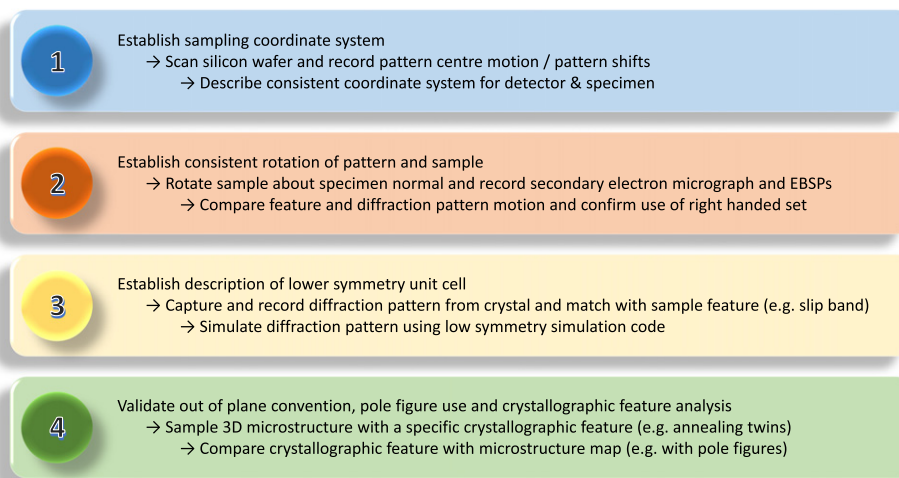 1
Establish sampling coordinate system
→ Scan silicon wafer and record pattern centre motion / pattern shifts
→ Describe consistent coordinate system for detector & specimen
2
Establish consistent rotation of pattern and sample
→ Rotate sample about specimen normal and record secondary electron micrograph and EBSPs
→ Compare feature and diffraction pattern motion and confirm use of right handed set
3
Establish description of lower symmetry unit cell
→ Capture and record diffraction pattern from crystal and match with sample feature (e.g. slip band)
→ Simulate diffraction pattern using low symmetry simulation code
4
Validate out of plane convention, pole figure use and crystallographic feature analysis
→ Sample 3D microstructure with a specific crystallographic feature (e.g. annealing twins)
→ Compare crystallographic feature with microstructure map (e.g. with pole figures)